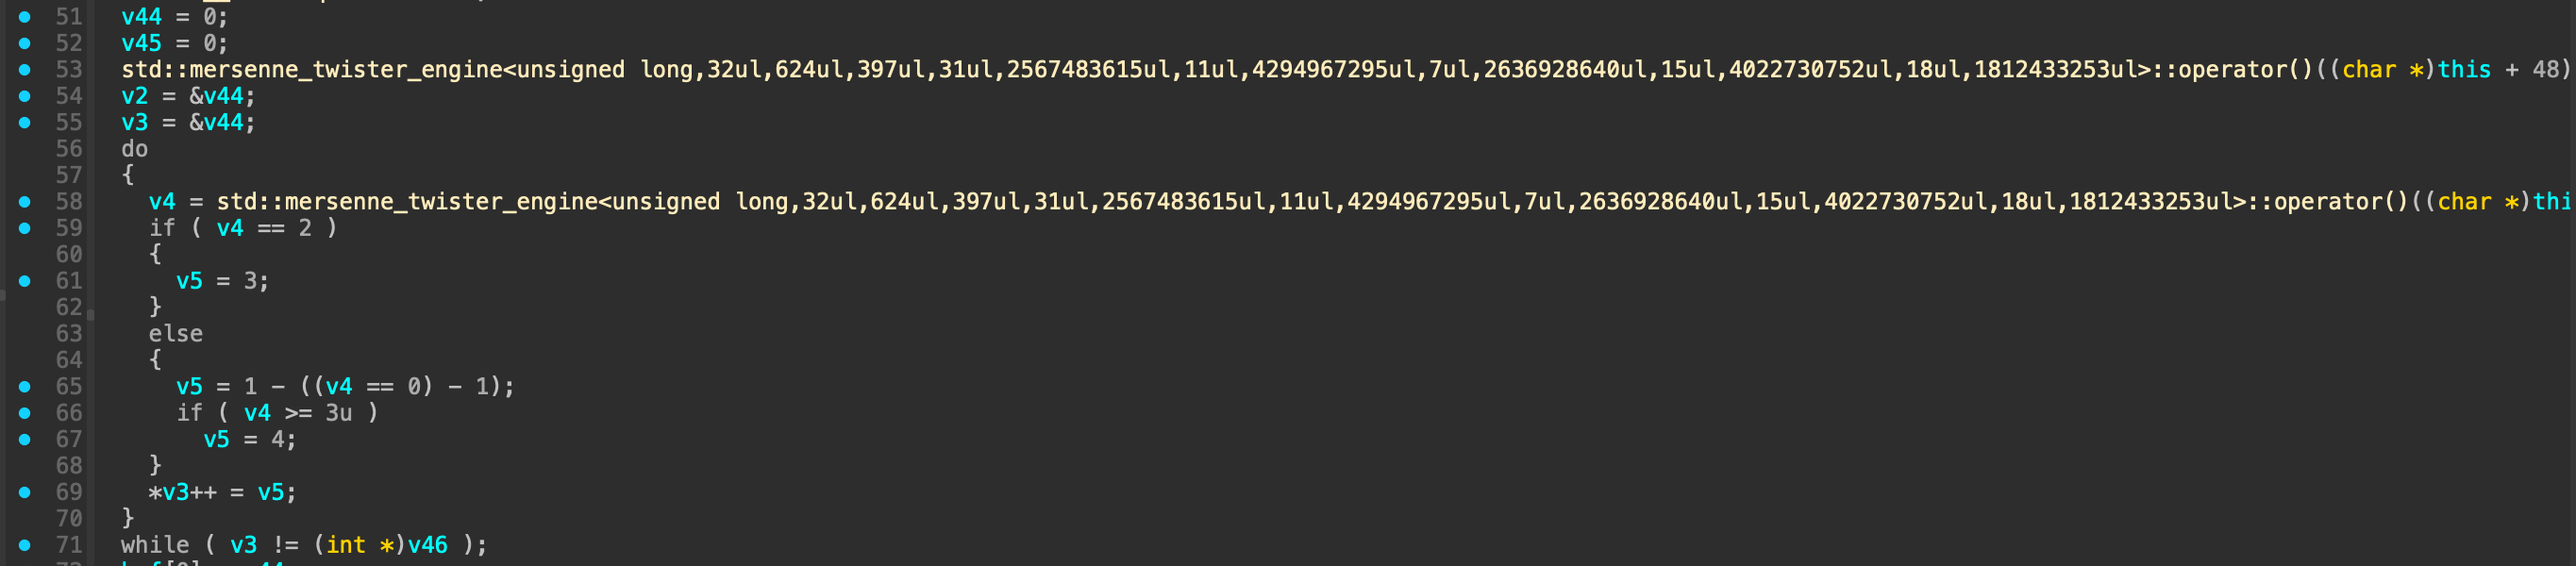 51 v44 = 0;
52 v45 = 0;
53 std::mersenne_twister_engine<unsigned long,32ul,624ul,397ul,31ul,2567483615ul,11ul,4294967295ul,7ul,2636928640ul,15ul,4022730752ul,18ul,1812433253ul>::operator()((char *)this + 48)
54 v2 = &v44;
55 v3 = &v44;
56 do
57 {
58 v4 = std::mersenne_twister_engine<unsigned long,32ul,624ul,397ul,31ul,2567483615ul,11ul,4294967295ul,7ul,2636928640ul,15ul,4022730752ul,18ul,1812433253ul>::operator()((char *)thi
59 if ( v4 == 2 )
60 {
61 v5 = 3;
62 }
63 else
64 {
65 v5 = 1 - ((v4 == 0) - 1);
66 if ( v4 >= 3u )
67 v5 = 4;
68 }
69 *v3++ = v5;
70 }
71 while ( v3 != (int *)v46 );